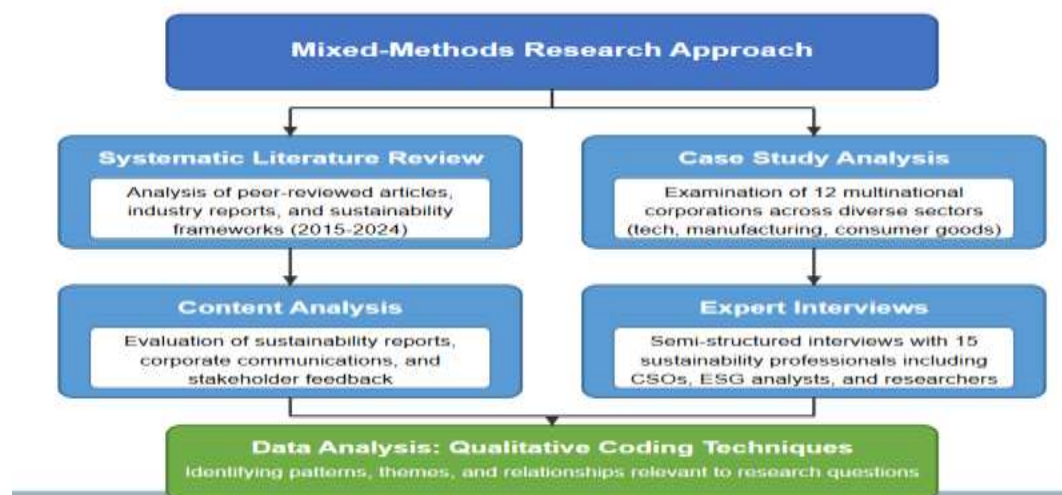 Mixed-Methods Research Approach
Systematic Literature Review
Analysis of peer-reviewed articles,
industry reports, and sustainability
frameworks (2015-2024)
Case Study Analysis
Examination of 12 multinational
corporations across diverse sectors
(tech, manufacturing, consumer goods)
Content Analysis
Evaluation of sustainability reports,
corporate communications, and
stakeholder feedback
Expert Interviews
Semi-structured interviews with 15
sustainability professionals including
CSOs, ESG analysts, and researchers
Data Analysis: Qualitative Coding Techniques
Identifying patterns, themes, and relationships relevant to research questions